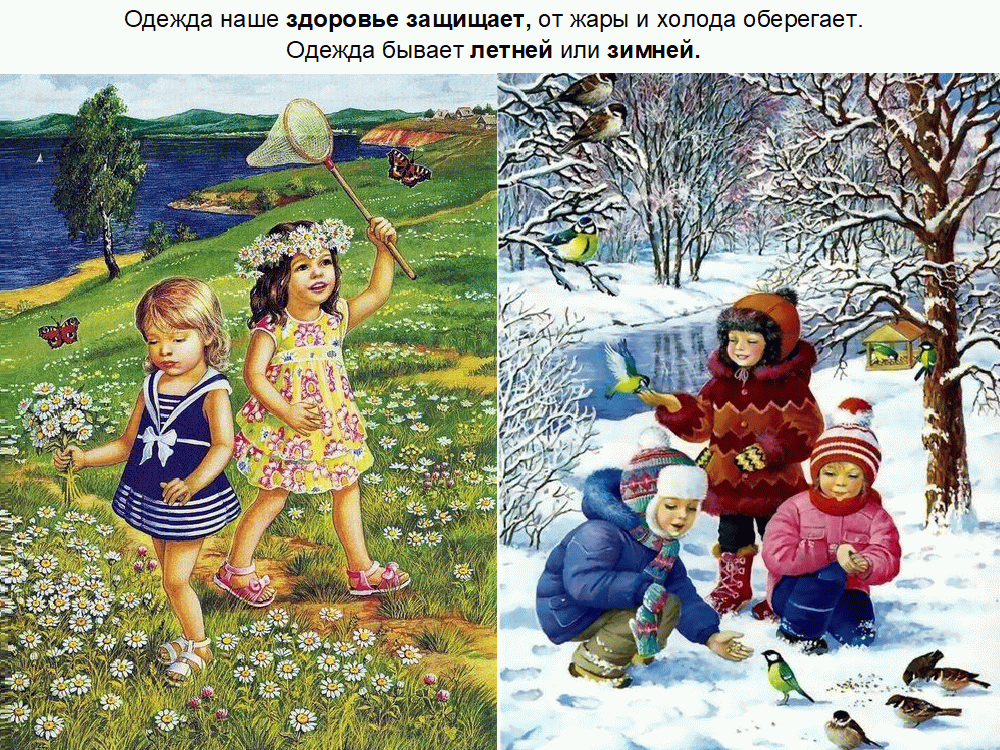 Одежда наше здоровье защищает, от жары и холода оберегает.
Одежда бывает летней или зимней.